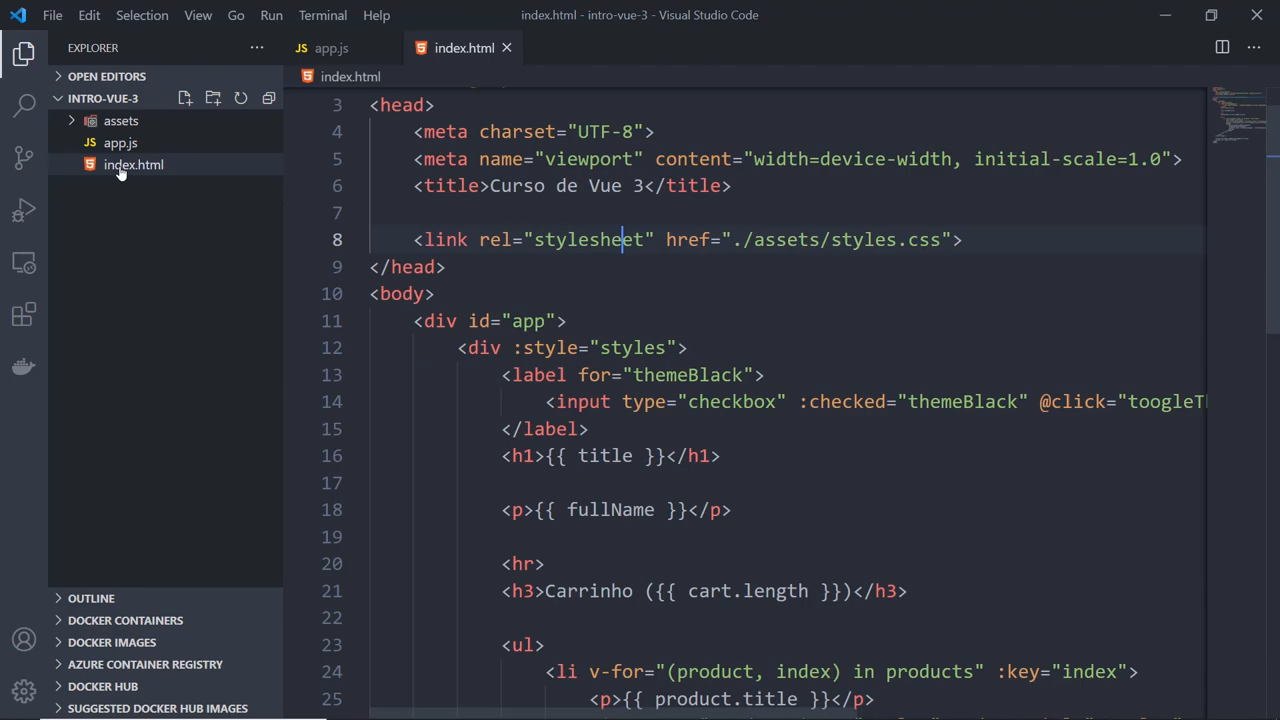 File Edit Selection View Go Run Terminal Help index.html - intro-vue-3 - Visual Studio Code
EXPLORER
OPEN EDITORS
INTRO-VUE-3
assets
JS app.js
index.html
OUTLINE
DOCKER CONTAINERS
DOCKER IMAGES
AZURE CONTAINER REGISTRY
DOCKER HUB
SUGGESTED DOCKER HUB IMAGES
JS app.js index.html
index.html
3 <head>
4 <meta charset="UTF-8">
5 <meta name="viewport" content="width=device-width, initial-scale=1.0">
6 <title>Curso de Vue 3</title>
7
8 <link rel="stylesheet" href="./assets/styles.css">
9 </head>
10 <body>
11 <div id="app">
12 <div :style="styles">
13 <label for="themeBlack">
14 <input type="checkbox" :checked="themeBlack" @click="toogleT
15 </label>
16 <h1>{{ title }}</h1>
17
18 <p>{{ fullName }}</p>
19
20 <hr>
21 <h3>Carrinho ({{ cart.length }})</h3>
22
23 <ul>
24 <li v-for="(product, index) in products" :key="index">
25 <p>{{ product.title }}</p>